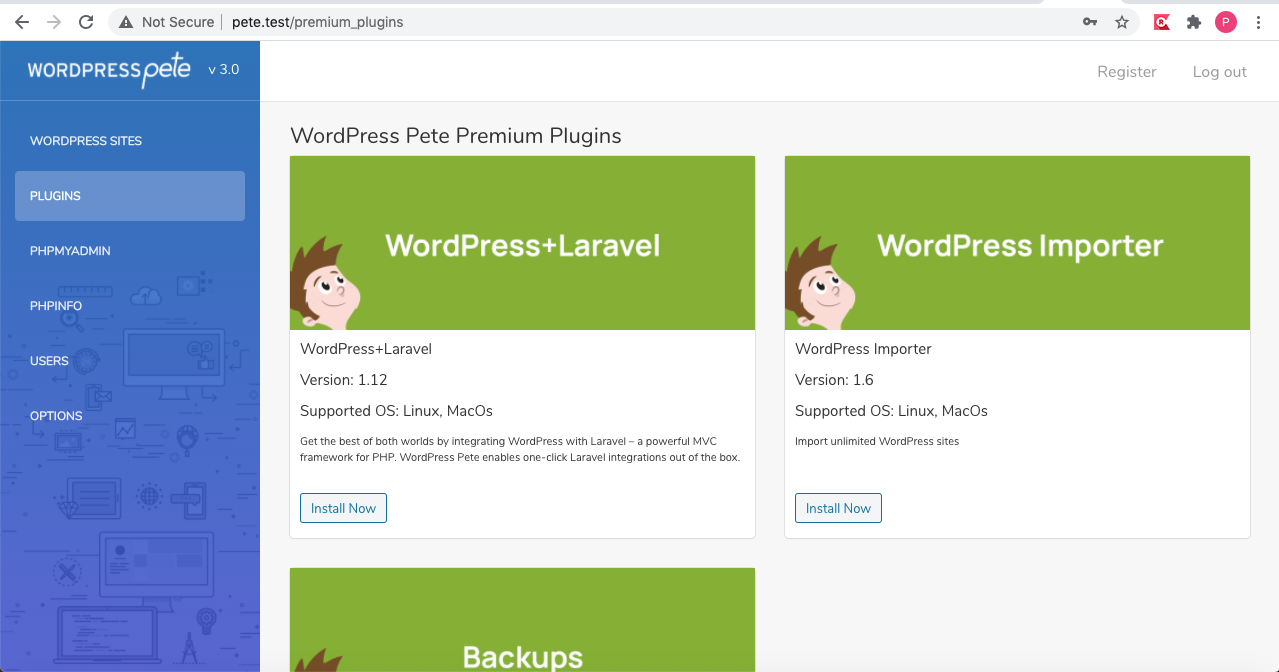 Not Secure pete.test/premium_plugins
P
WORDPRESS pete v 3.0
Register Log out
WORDPRESS SITES
PLUGINS
PHPMYADMIN
PHPINFO
USERS
OPTIONS
WordPress Pete Premium Plugins
WordPress+Laravel
WordPress+Laravel
Version: 1.12
Supported OS: Linux, MacOs
Get the best of both worlds by integrating WordPress with Laravel – a powerful MVC
framework for PHP. WordPress Pete enables one-click Laravel integrations out of the box.
Install Now
WordPress Importer
WordPress Importer
Version: 1.6
Supported OS: Linux, MacOs
Import unlimited WordPress sites
Install Now
Backups